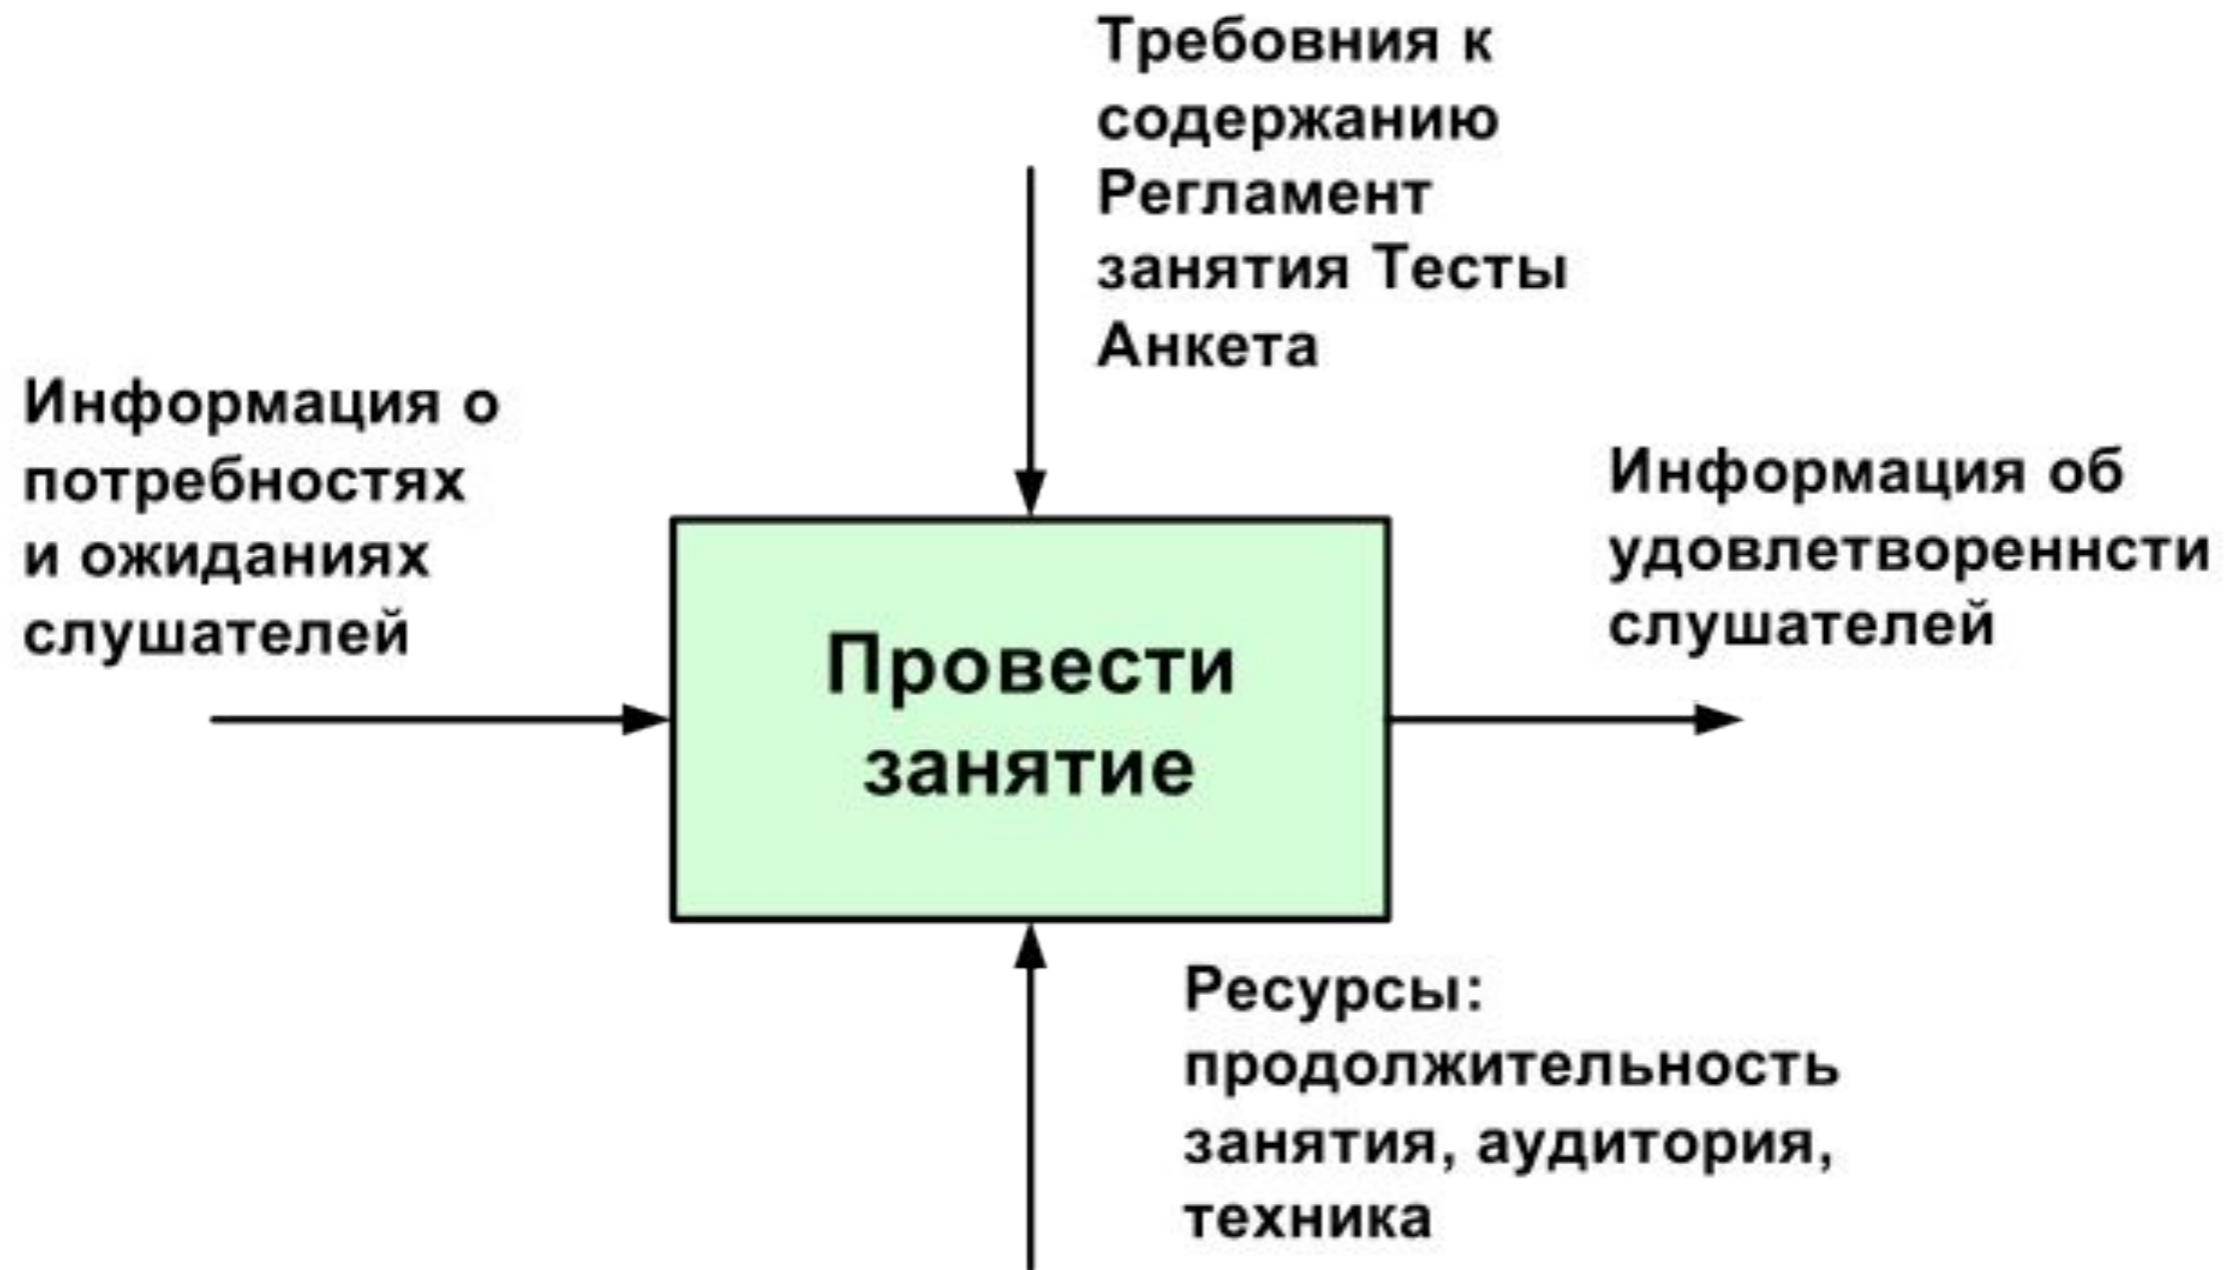 Требовния к
содержанию
Регламент
занятия Тесты
Анкета
Информация о
потребностях
и ожиданиях
слушателей
Информация об
удовлетвореннсти
слушателей
Провести
занятие
Ресурсы:
продолжительность
занятия, аудитория,
техника